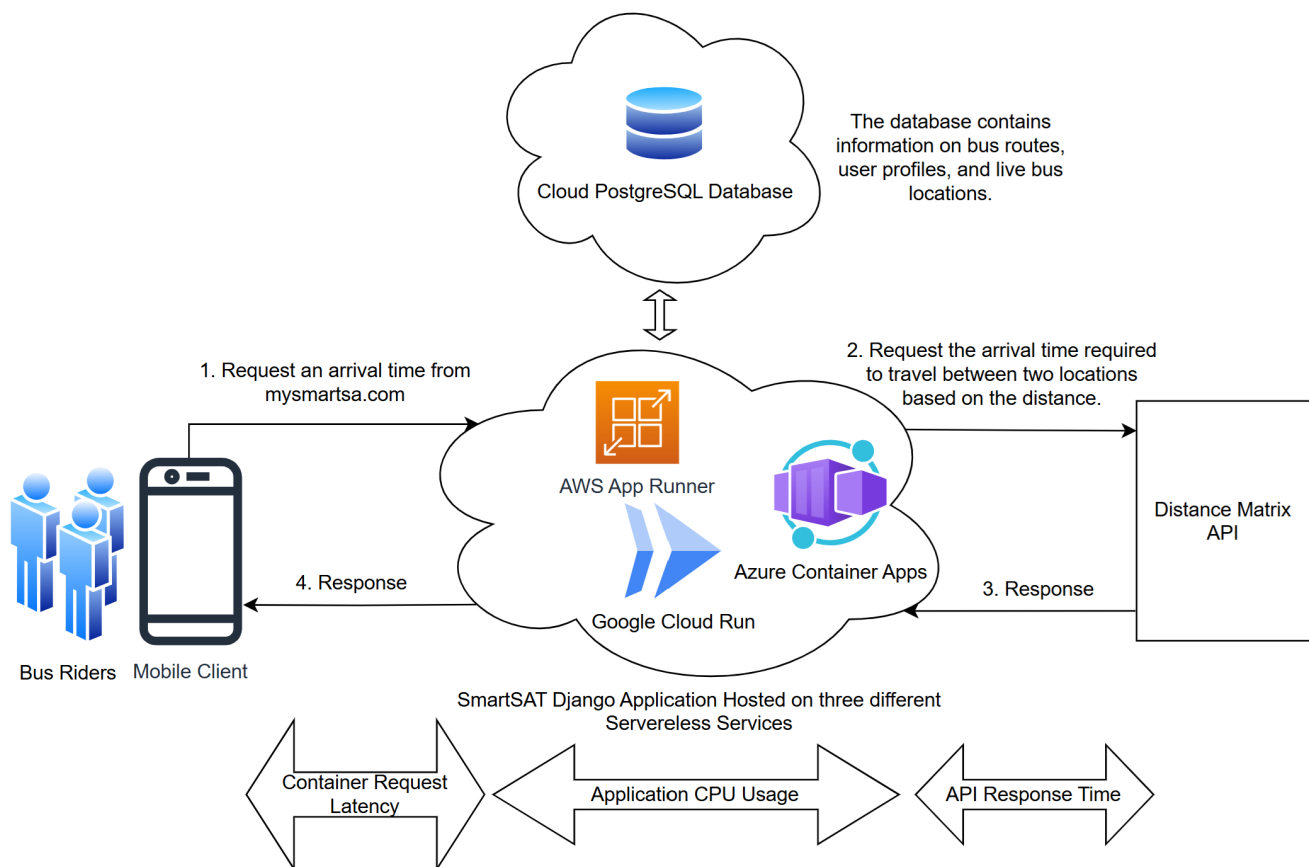 Cloud PostgreSQL Database
The database contains
information on bus routes,
user profiles, and live bus
locations.
1. Request an arrival time from
mysmartsa.com
2. Request the arrival time required
to travel between two locations
based on the distance.
AWS App Runner
Azure Container Apps
Google Cloud Run
Distance Matrix
API
4. Response
3. Response
Bus Riders
Mobile Client
SmartSAT Django Application Hosted on three different
Servereless Services
Container Request
Latency
Application CPU Usage
API Response Time